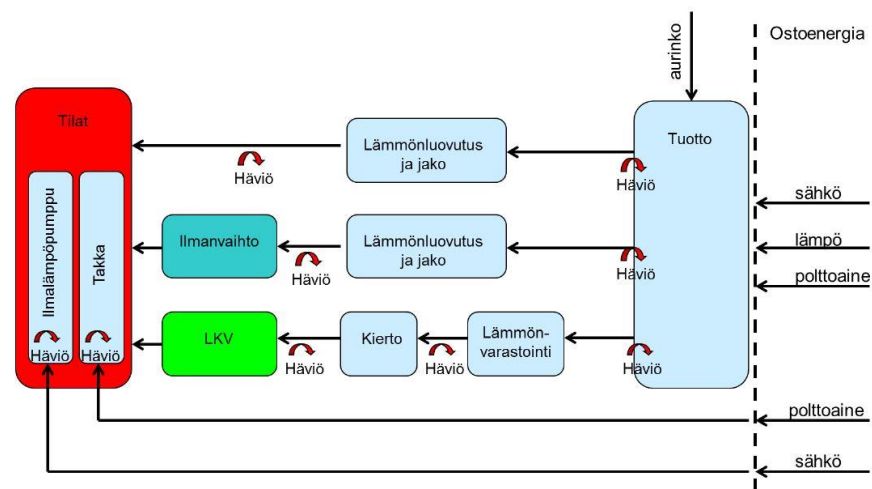 Ostoenergia
aurinko
Tilat
Lämmönluovutus
ja jako
Tuotto
Häviö
Häviö
sähkö
Ilmalämpöpumppu
Takka
Ilmanvaihto
Lämmönluovutus
ja jako
lämpö
Häviö
Häviö
polttoaine
LKV
Kierto
Lämmön-
varastointi
Häviö
Häviö
Häviö
Häviö
Häviö
polttoaine
sähkö